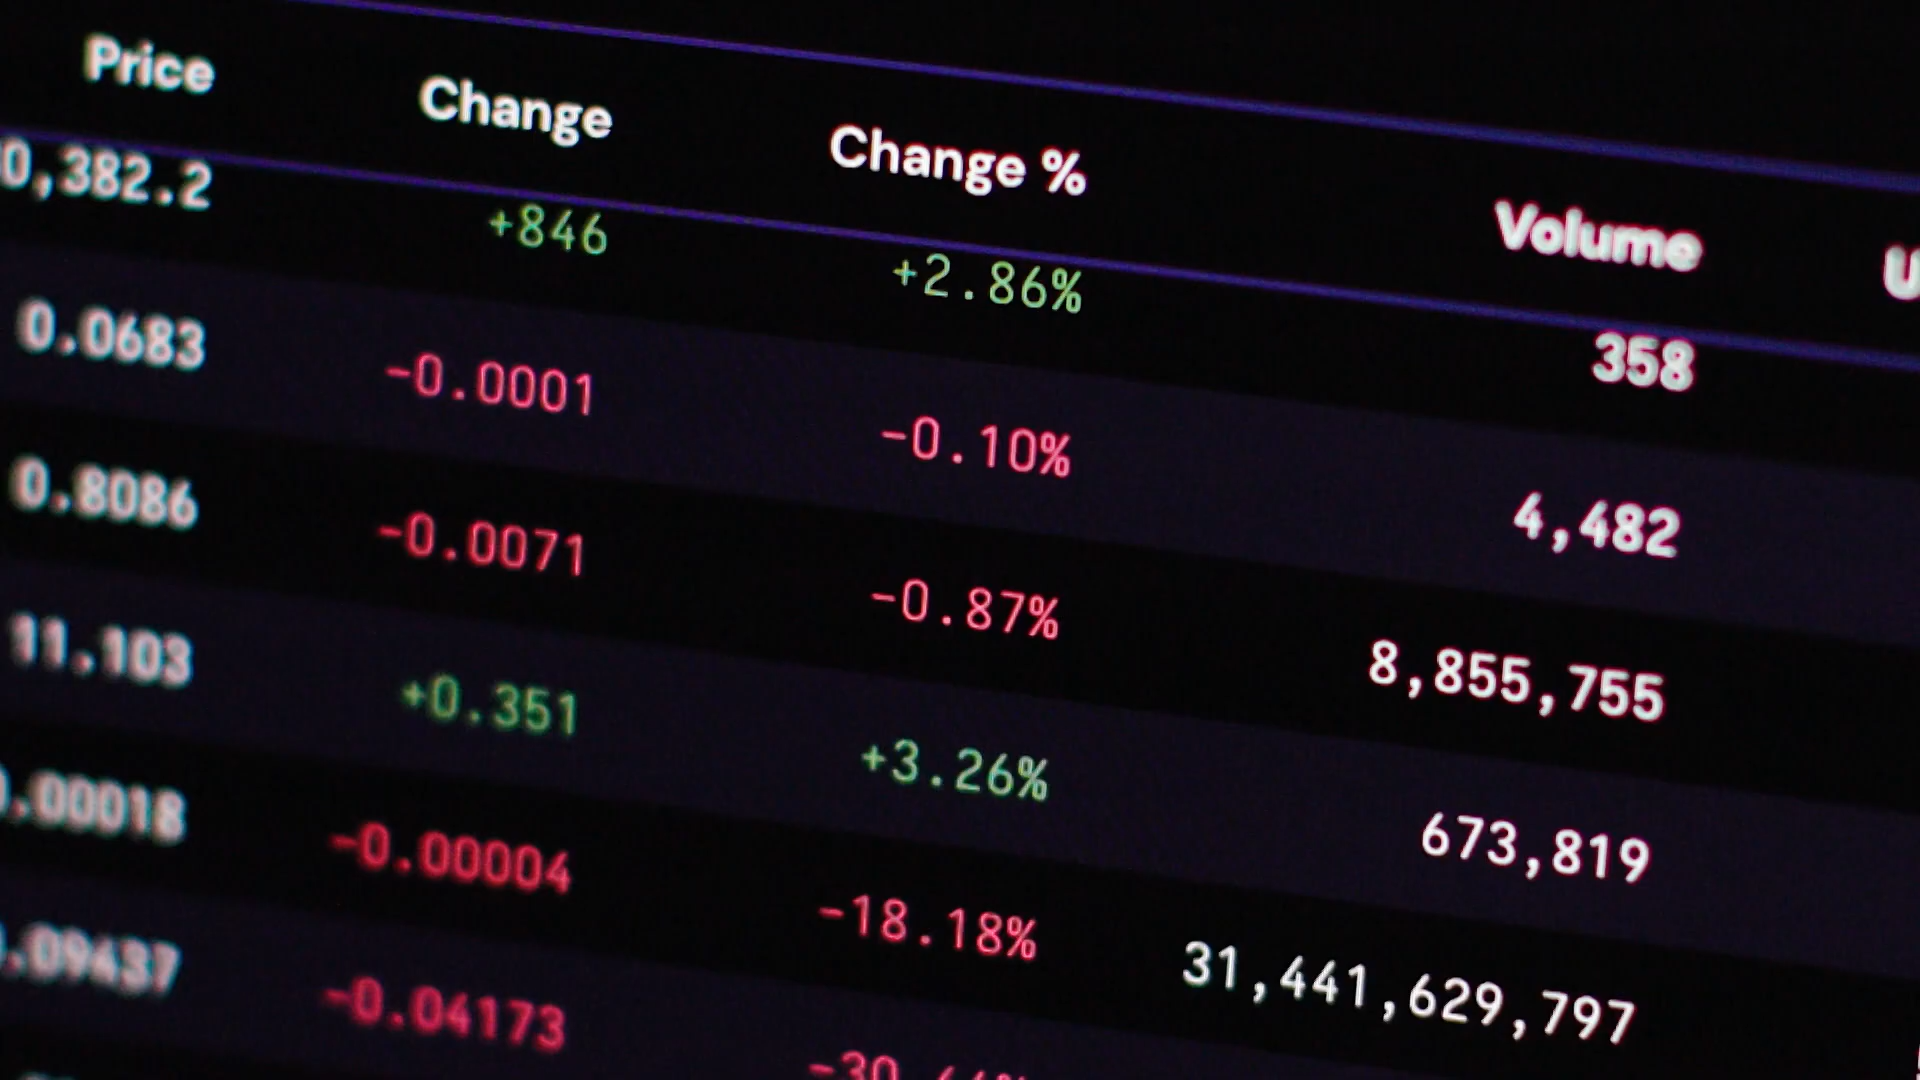 Price Change Change % Volume U
0,382.2 +846 +2.86% 358
0.0683 -0.0001 -0.10% 4,482
0.8086 -0.0071 -0.87% 8,855,755
11.103 +0.351 +3.26% 673,819
.00018 -0.00004 -18.18% 31,441,629,797
.09437 -0.04173